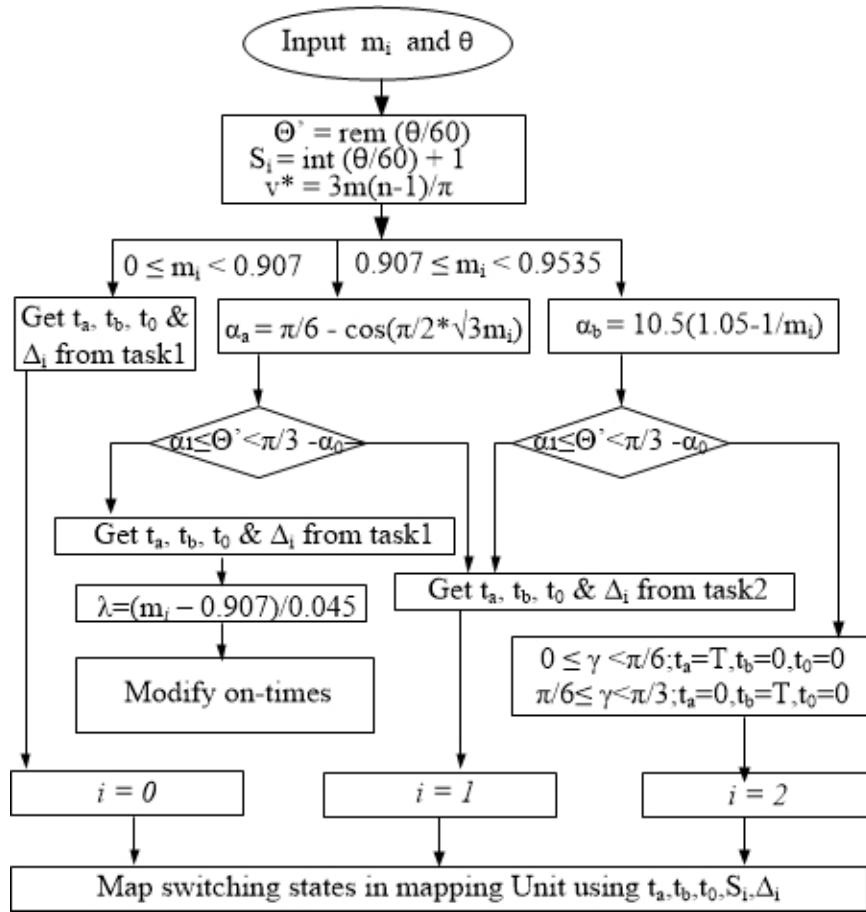 Input m_i and θ
Θ' = rem (θ/60)
S_i = int (θ/60) + 1
v* = 3m(n-1)/π
0 ≤ m_i < 0.907
0.907 ≤ m_i < 0.9535
Get t_a, t_b, t_0 &
Δ_i from task1
α_a = π/6 - cos(π/2*√3m_i)
α_b = 10.5(1.05-1/m_i)
α1≤Θ'<π/3 -α_0
α1≤Θ'<π/3 -α_0
Get t_a, t_b, t_0 & Δ_i from task1
λ=(m_i – 0.907)/0.045
Get t_a, t_b, t_0 & Δ_i from task2
Modify on-times
0 ≤ γ <π/6;t_a=T,t_b=0,t_0=0
π/6≤ γ<π/3;t_a=0,t_b=T,t_0=0
i = 0
i = 1
i = 2
Map switching states in mapping Unit using t_a,t_b,t_0,S_i,Δ_i